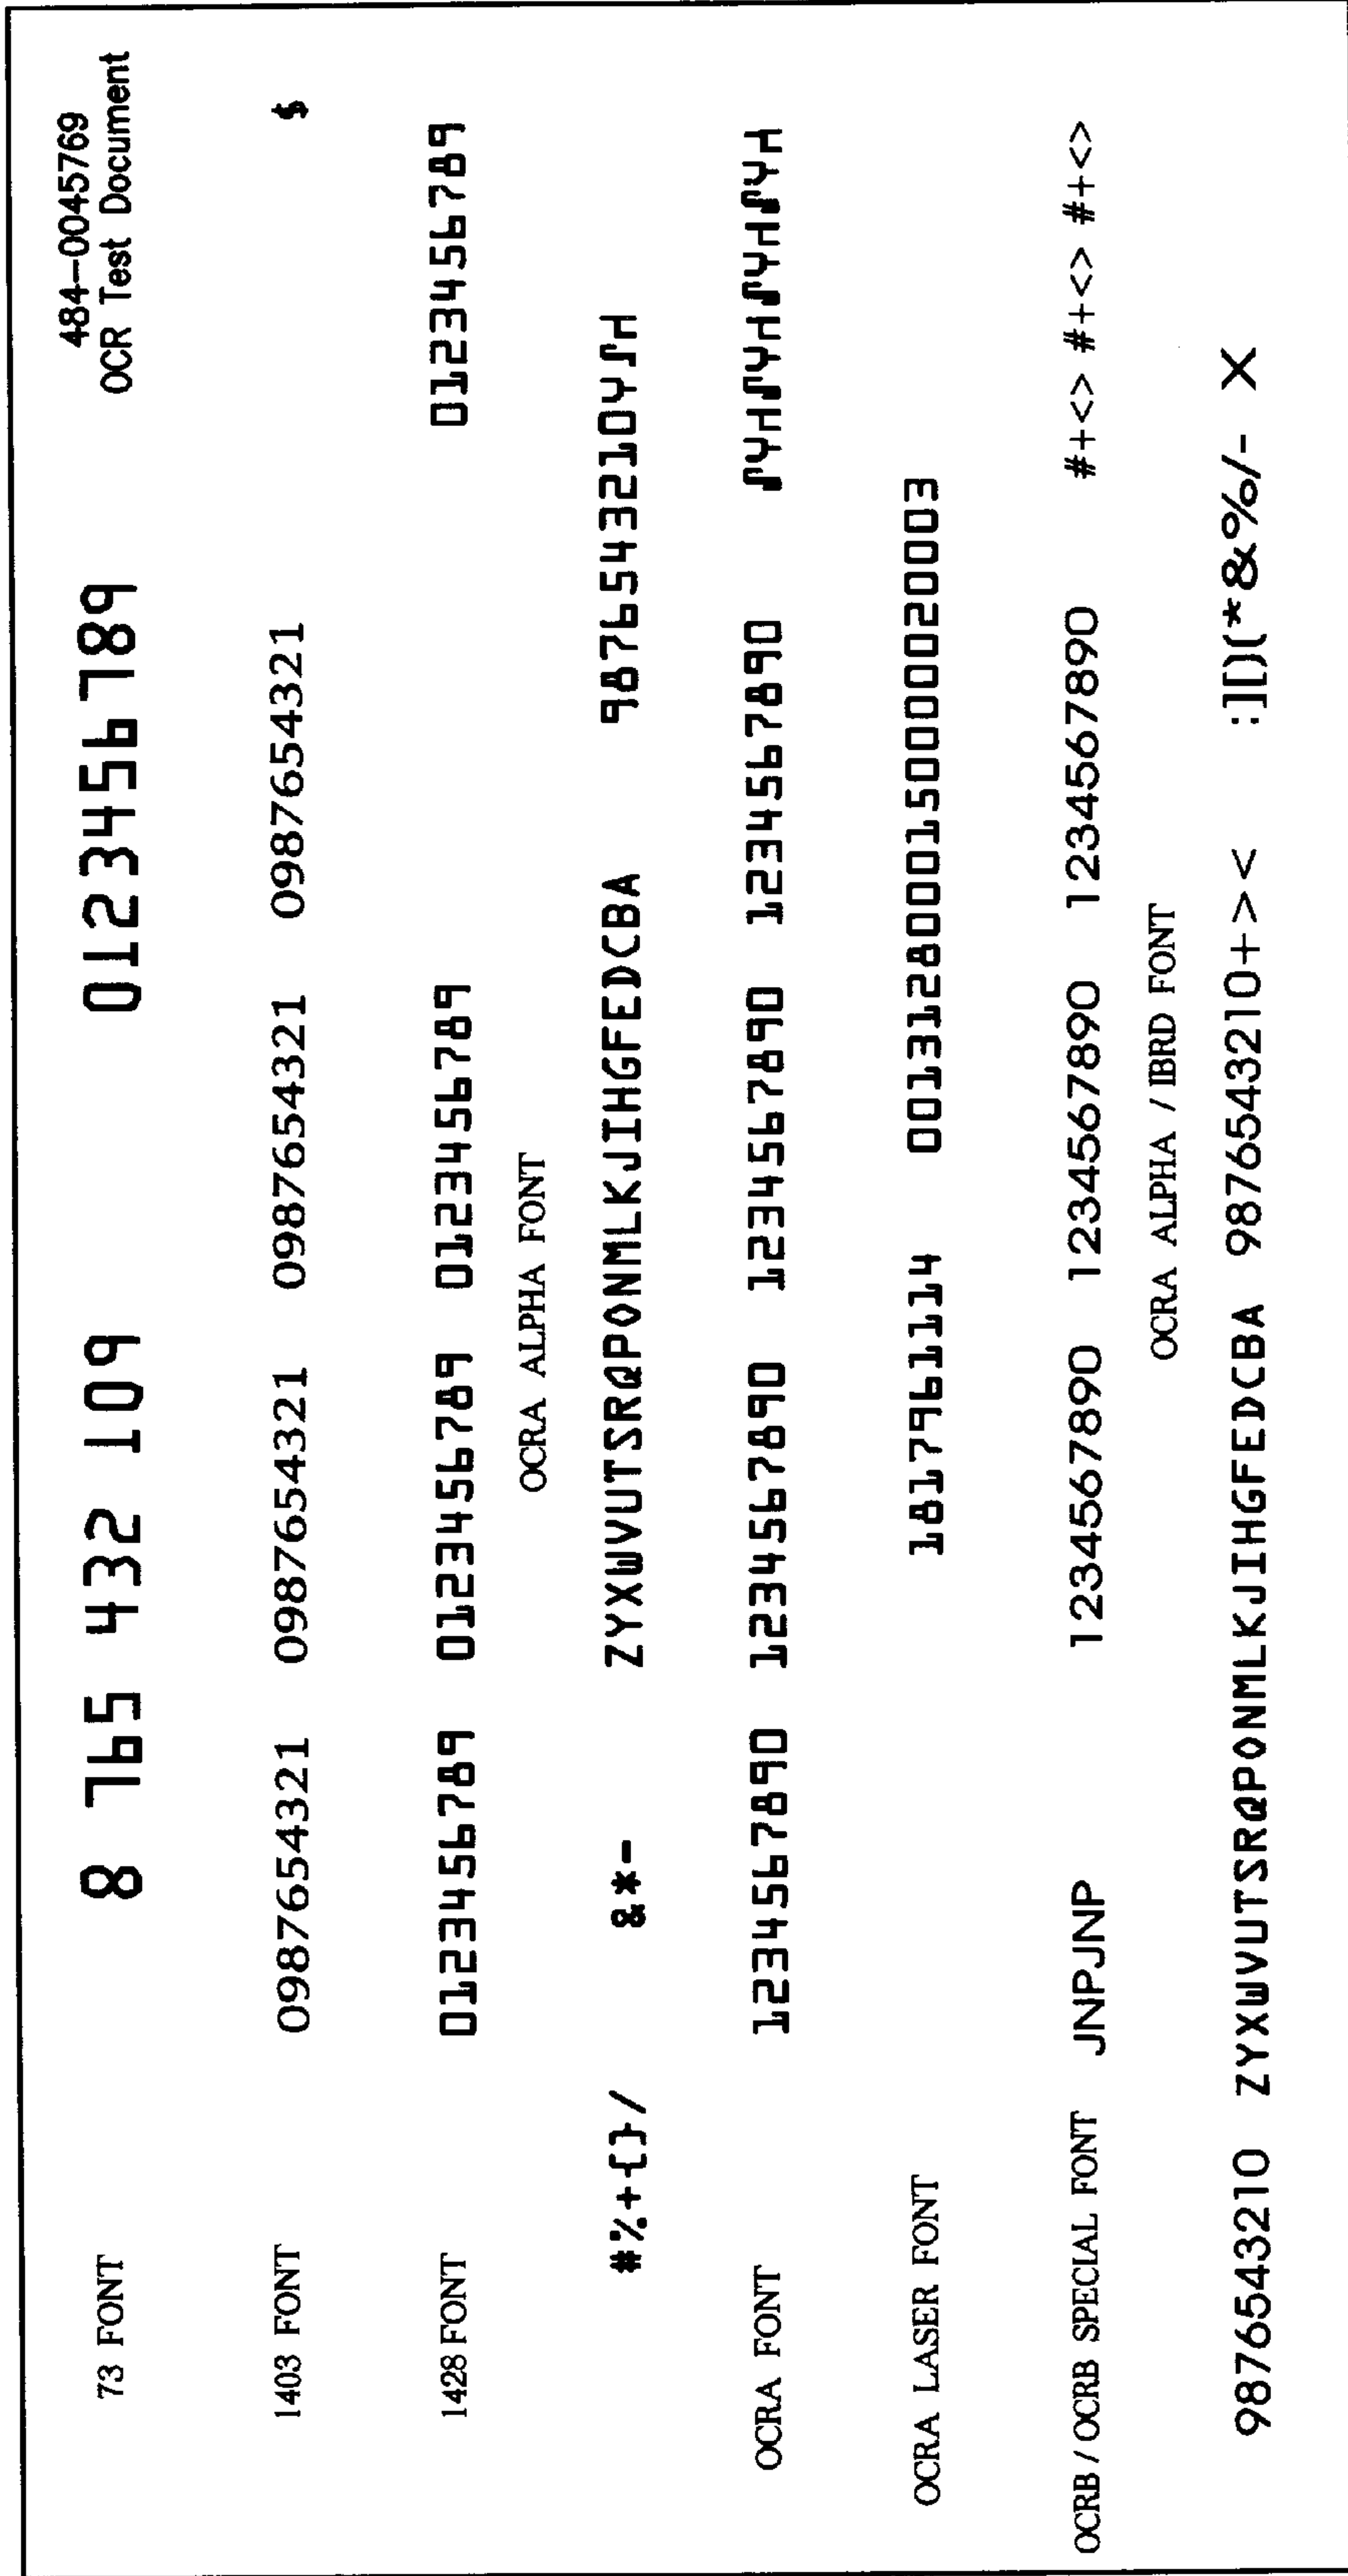 484-0045769
OCR Test Document
73 FONT 8 765 432 109 0123456789
1403 FONT 0987654321 0987654321 0987654321 0987654321 $
1428 FONT 0123456789 0123456789 0123456789 0123456789
OCRA ALPHA FONT
#%+{}/ &*- ZYXWVUTSRQPONMLKJIHGFEDCBA 9876543210⑂⑀⑁
OCRA FONT 1234567890 1234567890 1234567890 1234567890 ⑀⑂⑁⑀⑂⑁⑀⑂⑁⑀⑂⑁
OCRA LASER FONT 1817961114 0013128000150000020003
OCRB / OCRB SPECIAL FONT JNPJNP 1234567890 1234567890 1234567890 #+<> #+<> #+<>
OCRA ALPHA / IBRD FONT
9876543210 ZYXWVUTSRQPONMLKJIHGFEDCBA 9876543210+>< :][)(*&%/- X